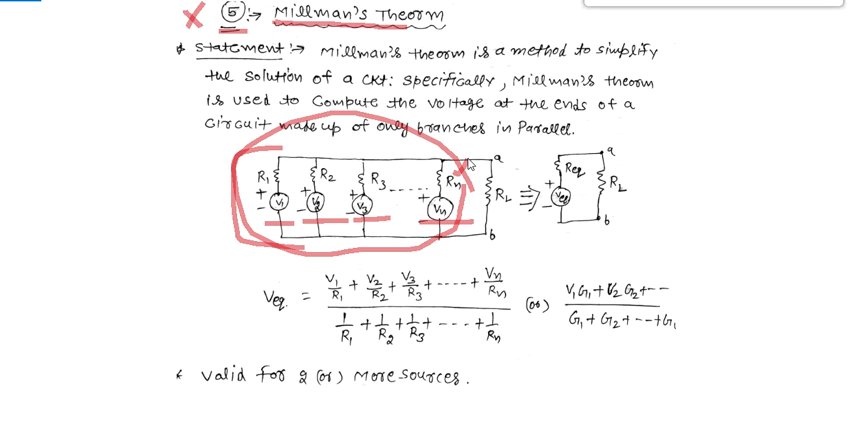 ⑤ :→ Millman's Theorm
* Statement :→ Millman's theorm is a method to simplify
the solution of a CKT: specifically, Millman's theorm
is used to Compute the voltage at the ends of a
Circuit made up of only branches in Parallel.
R1 R2 R3 ..... Rn a RL ⇒ Req a RL
+ - V1 + - V2 + - V3 + - Vn + - Veq
b b
Veq. = (V1/R1 + V2/R2 + V3/R3 + ..... + Vn/Rn) / (1/R1 + 1/R2 + 1/R3 + --- + 1/Rn) (or) (V1G1 + V2G2 + --) / (G1 + G2 + -- + G1)
* Valid for 2 (or) More sources.